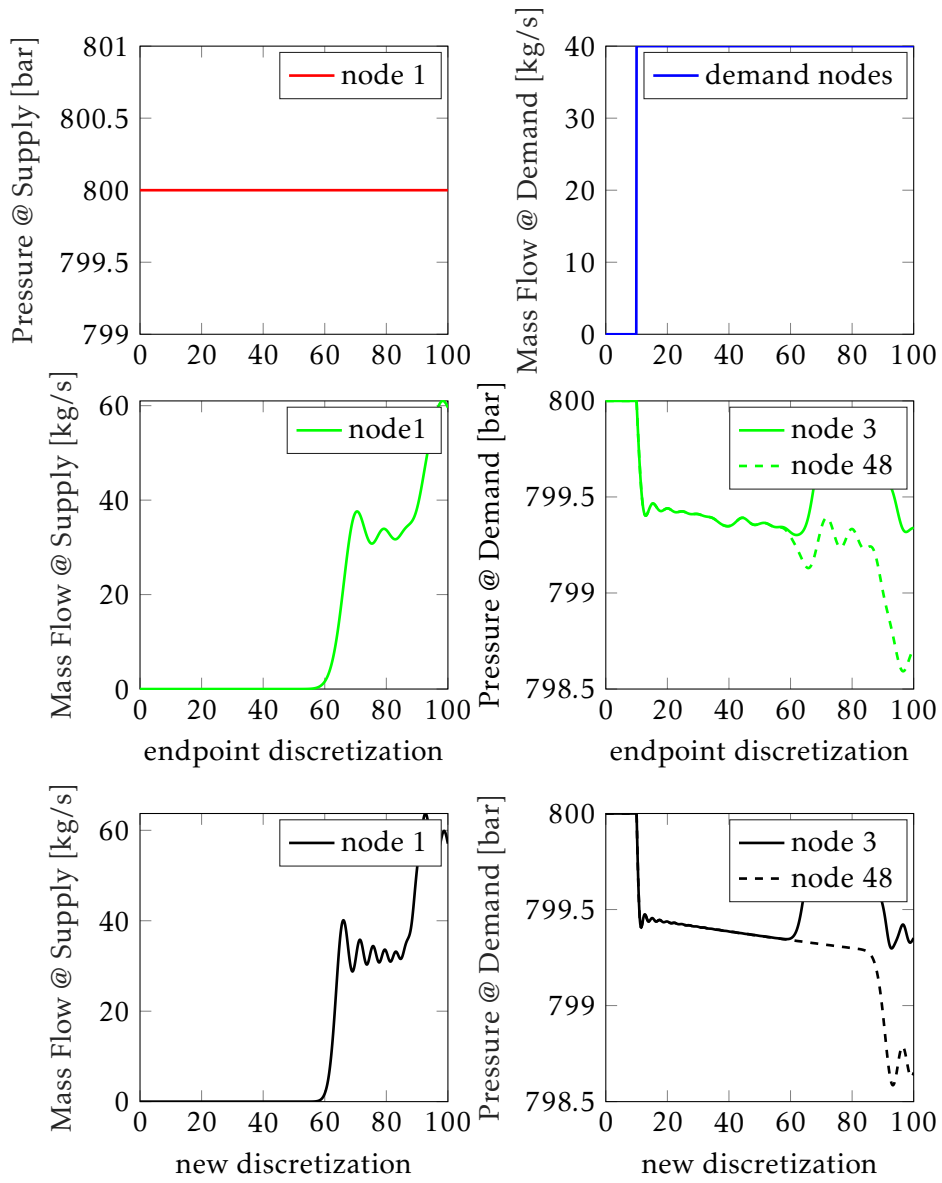 Pressure @ Supply [bar]
801
800.5
800
799.5
799
0 20 40 60 80 100
node 1
Mass Flow @ Demand [kg/s]
40
30
20
10
0
0 20 40 60 80 100
demand nodes
Mass Flow @ Supply [kg/s]
60
40
20
0
0 20 40 60 80 100
endpoint discretization
node1
Pressure @ Demand [bar]
800
799.5
799
798.5
0 20 40 60 80 100
endpoint discretization
node 3
node 48
Mass Flow @ Supply [kg/s]
60
40
20
0
0 20 40 60 80 100
new discretization
node 1
Pressure @ Demand [bar]
800
799.5
799
798.5
0 20 40 60 80 100
new discretization
node 3
node 48